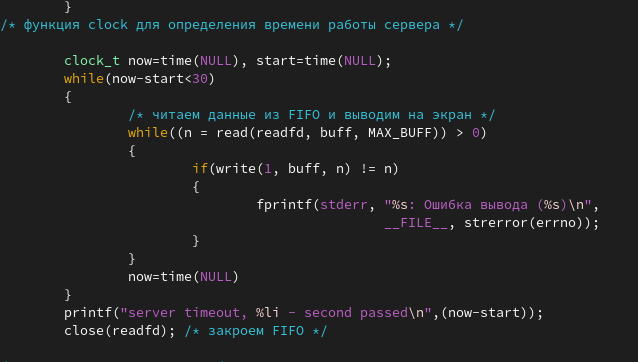 }
/* функция clock для определения времени работы сервера */

        clock_t now=time(NULL), start=time(NULL);
        while(now-start<30)
        {
                /* читаем данные из FIFO и выводим на экран */
                while((n = read(readfd, buff, MAX_BUFF)) > 0)
                {
                        if(write(1, buff, n) != n)
                        {
                                fprintf(stderr, "%s: Ошибка вывода (%s)\n",
                                                __FILE__, strerror(errno));
                        }
                }
                now=time(NULL)
        }
        printf("server timeout, %li - second passed\n",(now-start));
        close(readfd); /* закроем FIFO */